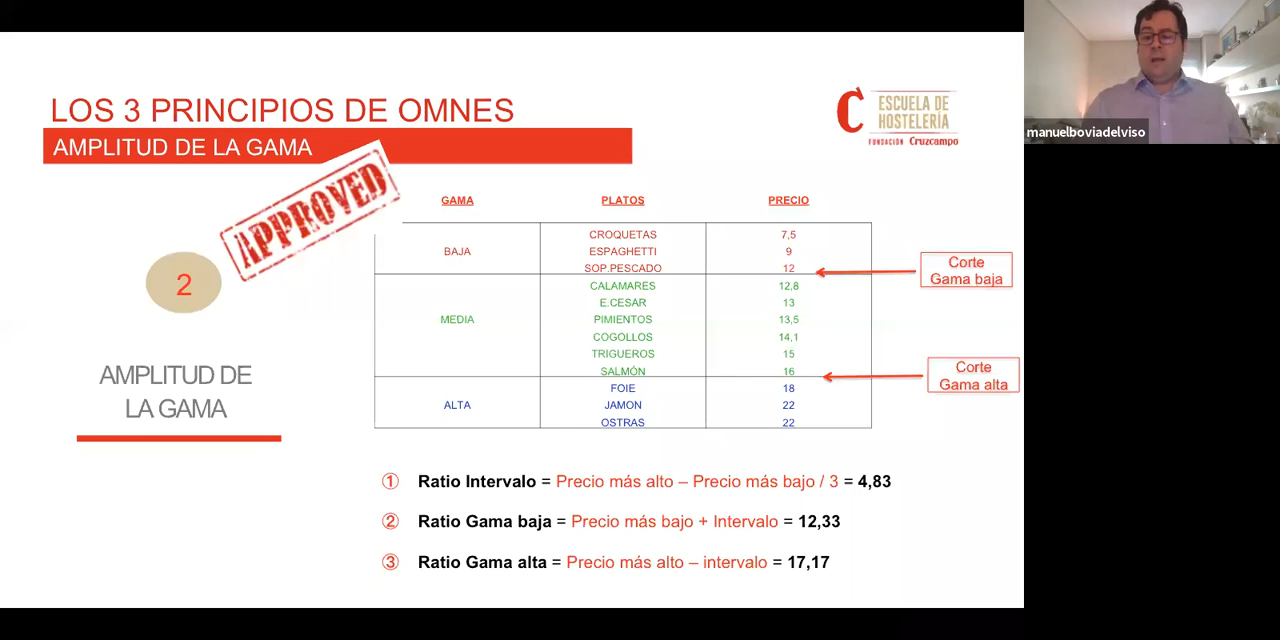 LOS 3 PRINCIPIOS DE OMNES
AMPLITUD DE LA GAMA
C ESCUELA DE
HOSTELERÍA
FUNDACIÓN Cruzcampo
manuelboviadelviso
APPROVED
2
AMPLITUD DE
LA GAMA
GAMA PLATOS PRECIO
CROQUETAS 7,5
BAJA ESPAGHETTI 9
SOP.PESCADO 12
Corte
Gama baja
CALAMARES 12,8
E.CESAR 13
MEDIA PIMIENTOS 13,5
COGOLLOS 14,1
TRIGUEROS 15
SALMÓN 16
Corte
Gama alta
FOIE 18
ALTA JAMON 22
OSTRAS 22
① Ratio Intervalo = Precio más alto – Precio más bajo / 3 = 4,83
② Ratio Gama baja = Precio más bajo + Intervalo = 12,33
③ Ratio Gama alta = Precio más alto – intervalo = 17,17